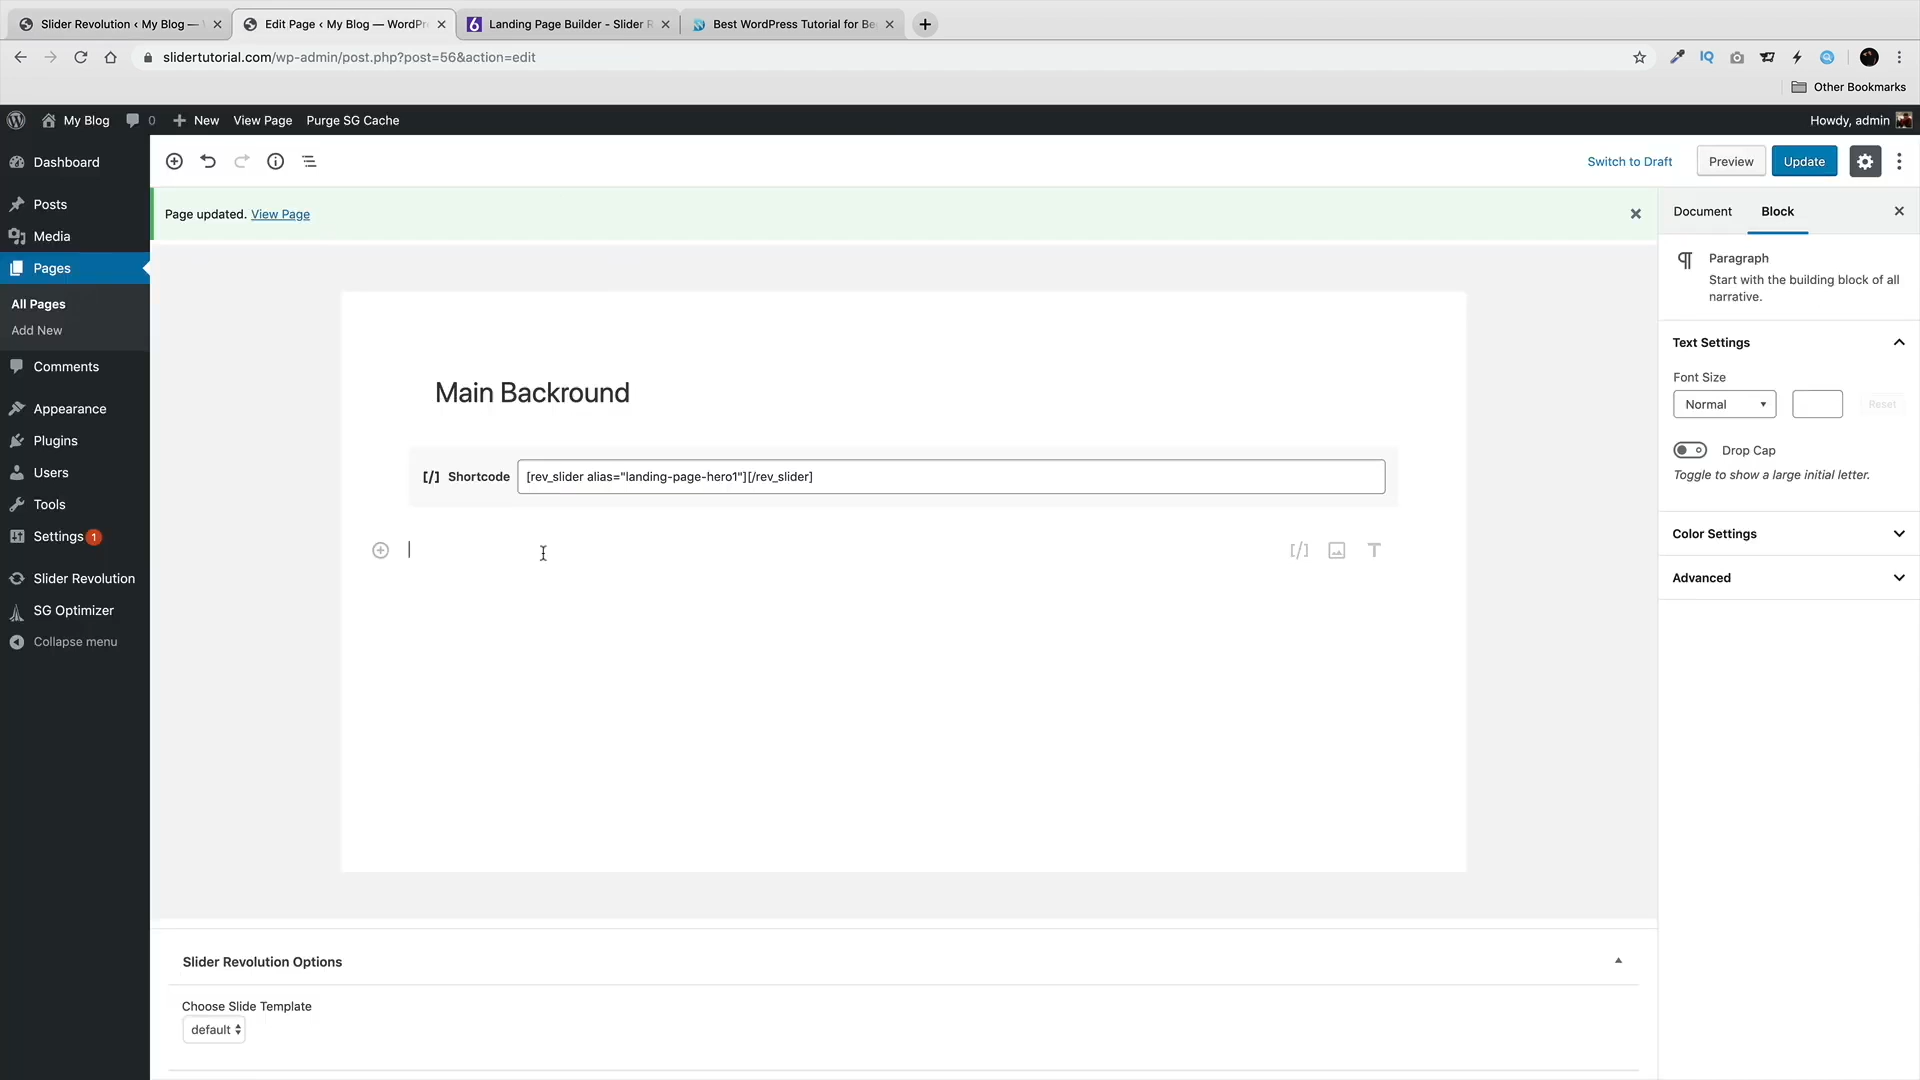 Slider Revolution ‹ My Blog —
Edit Page ‹ My Blog — WordPr
Landing Page Builder - Slider R
Best WordPress Tutorial for Be
slidertutorial.com/wp-admin/post.php?post=56&action=edit
IQ
Other Bookmarks
My Blog
0
New
View Page
Purge SG Cache
Howdy, admin
Dashboard
Posts
Media
Pages
All Pages
Add New
Comments
Appearance
Plugins
Users
Tools
Settings 1
Slider Revolution
SG Optimizer
Collapse menu
Switch to Draft
Preview
Update
Page updated. View Page
Main Backround
[/] Shortcode
[rev_slider alias="landing-page-hero1"][/rev_slider]
[/]
Slider Revolution Options
Choose Slide Template
default
Document
Block
Paragraph
Start with the building block of all
narrative.
Text Settings
Font Size
Normal
Reset
Drop Cap
Toggle to show a large initial letter.
Color Settings
Advanced